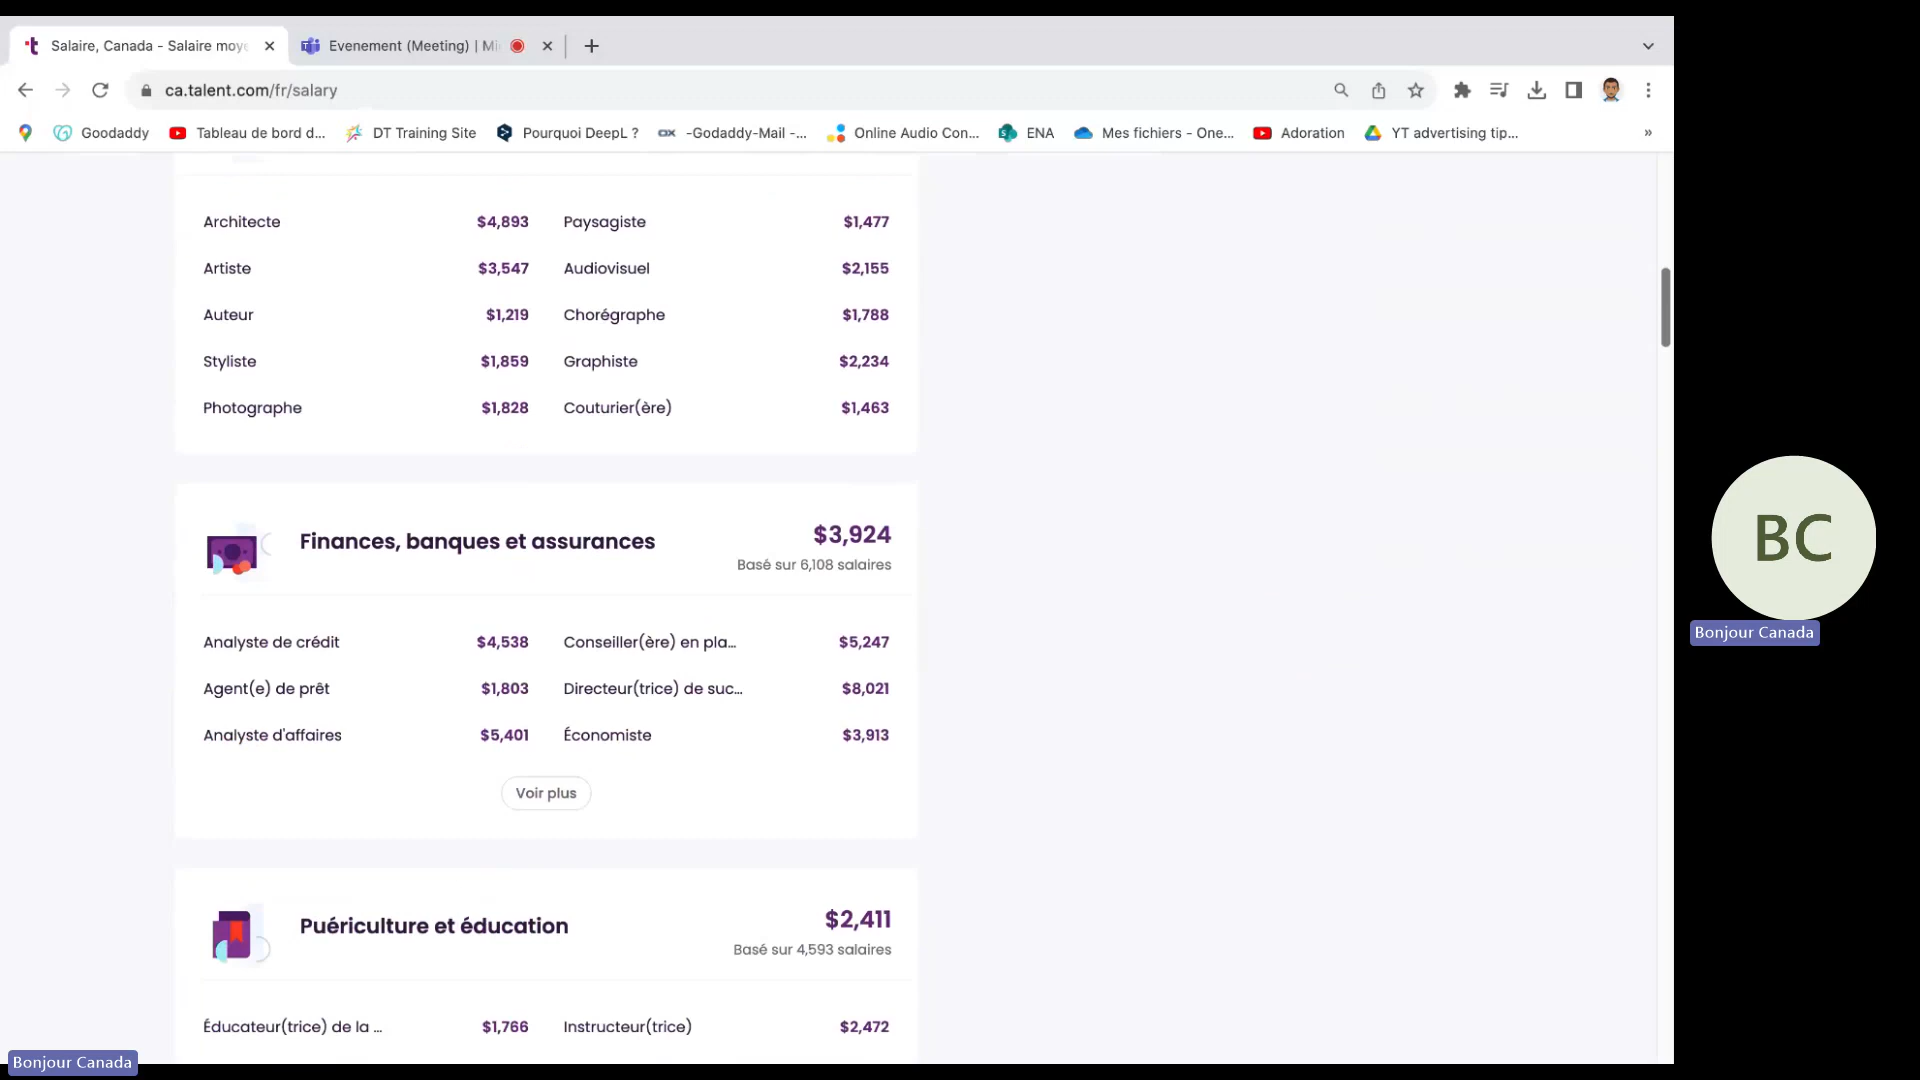 Salaire, Canada - Salaire moye
Evenement (Meeting) | Mi
ca.talent.com/fr/salary
Goodaddy
Tableau de bord d...
DT Training Site
Pourquoi DeepL ?
-Godaddy-Mail -...
Online Audio Con...
ENA
Mes fichiers - One...
Adoration
YT advertising tip...
»
Architecte $4,893 Paysagiste $1,477
Artiste $3,547 Audiovisuel $2,155
Auteur $1,219 Chorégraphe $1,788
Styliste $1,859 Graphiste $2,234
Photographe $1,828 Couturier(ère) $1,463
Finances, banques et assurances $3,924
Basé sur 6,108 salaires
Analyste de crédit $4,538 Conseiller(ère) en pla... $5,247
Agent(e) de prêt $1,803 Directeur(trice) de suc... $8,021
Analyste d'affaires $5,401 Économiste $3,913
Voir plus
Puériculture et éducation $2,411
Basé sur 4,593 salaires
Éducateur(trice) de la ... $1,766 Instructeur(trice) $2,472
BC
Bonjour Canada
Bonjour Canada